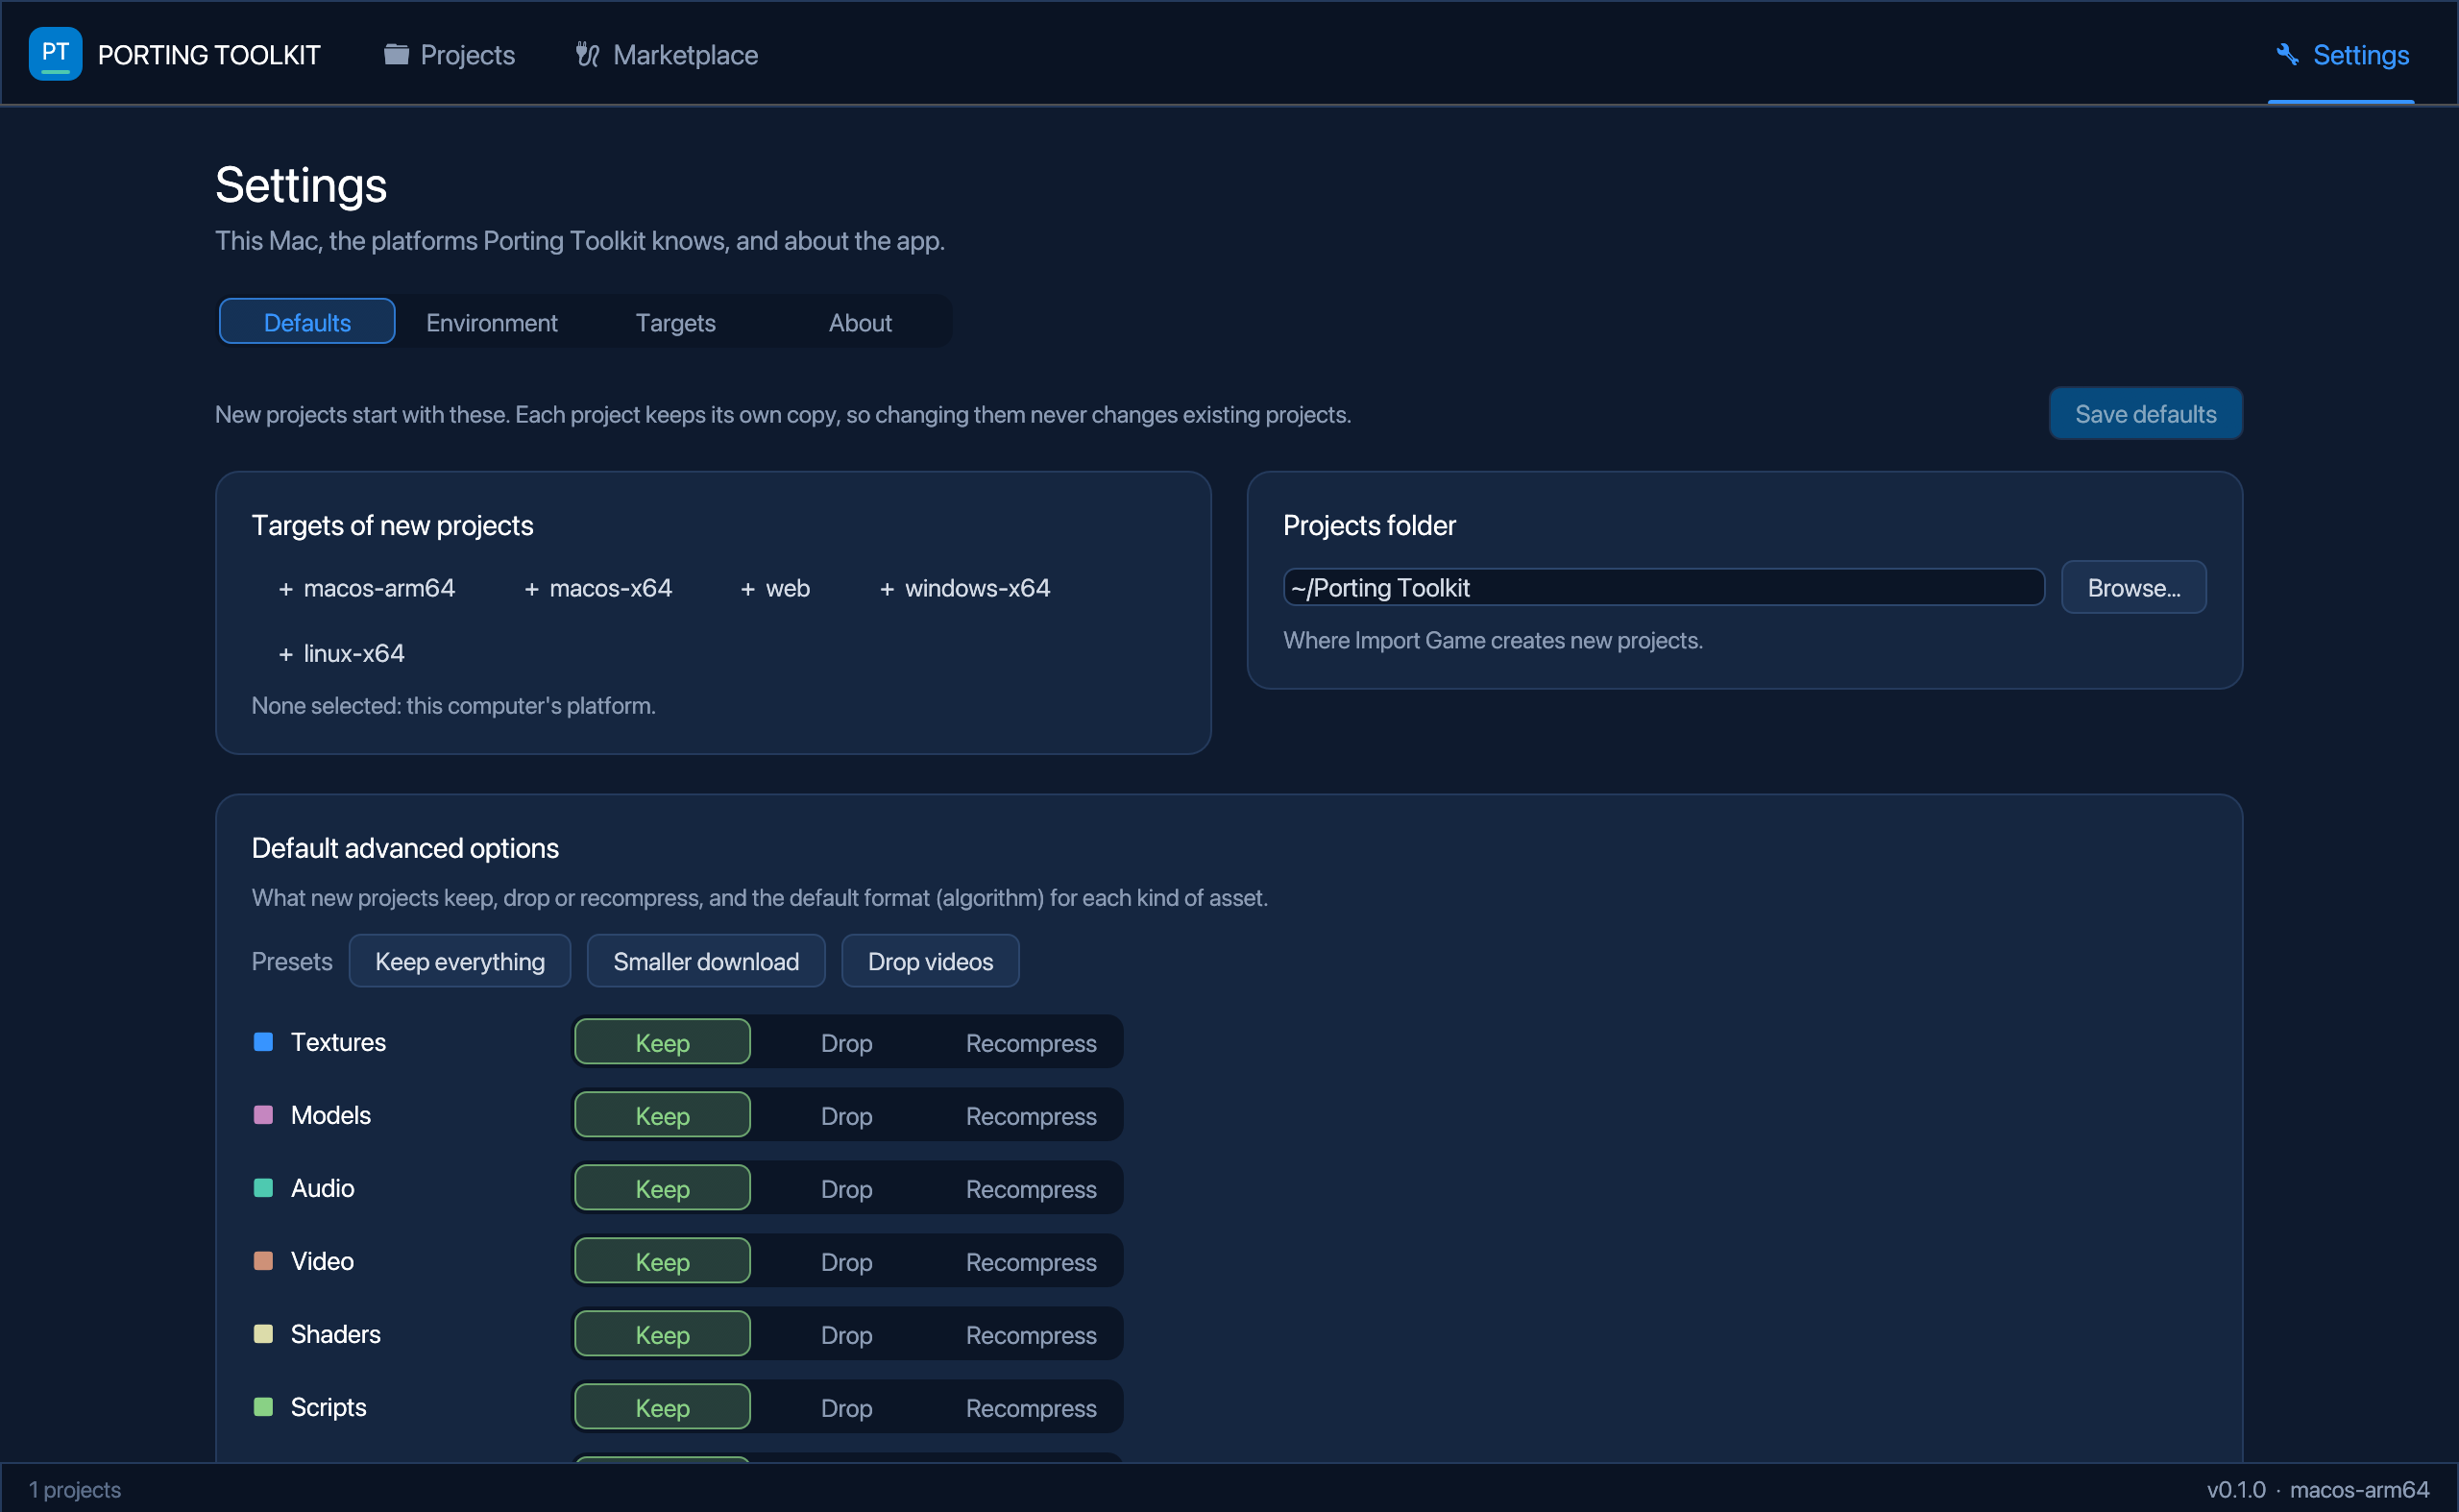 PT PORTING TOOLKIT Projects Marketplace Settings
Settings
This Mac, the platforms Porting Toolkit knows, and about the app.
Defaults Environment Targets About
New projects start with these. Each project keeps its own copy, so changing them never changes existing projects. Save defaults
Targets of new projects
+ macos-arm64 + macos-x64 + web + windows-x64
+ linux-x64
None selected: this computer's platform.
Projects folder
~/Porting Toolkit Browse...
Where Import Game creates new projects.
Default advanced options
What new projects keep, drop or recompress, and the default format (algorithm) for each kind of asset.
Presets Keep everything Smaller download Drop videos
Textures Keep Drop Recompress
Models Keep Drop Recompress
Audio Keep Drop Recompress
Video Keep Drop Recompress
Shaders Keep Drop Recompress
Scripts Keep Drop Recompress
1 projects v0.1.0 · macos-arm64